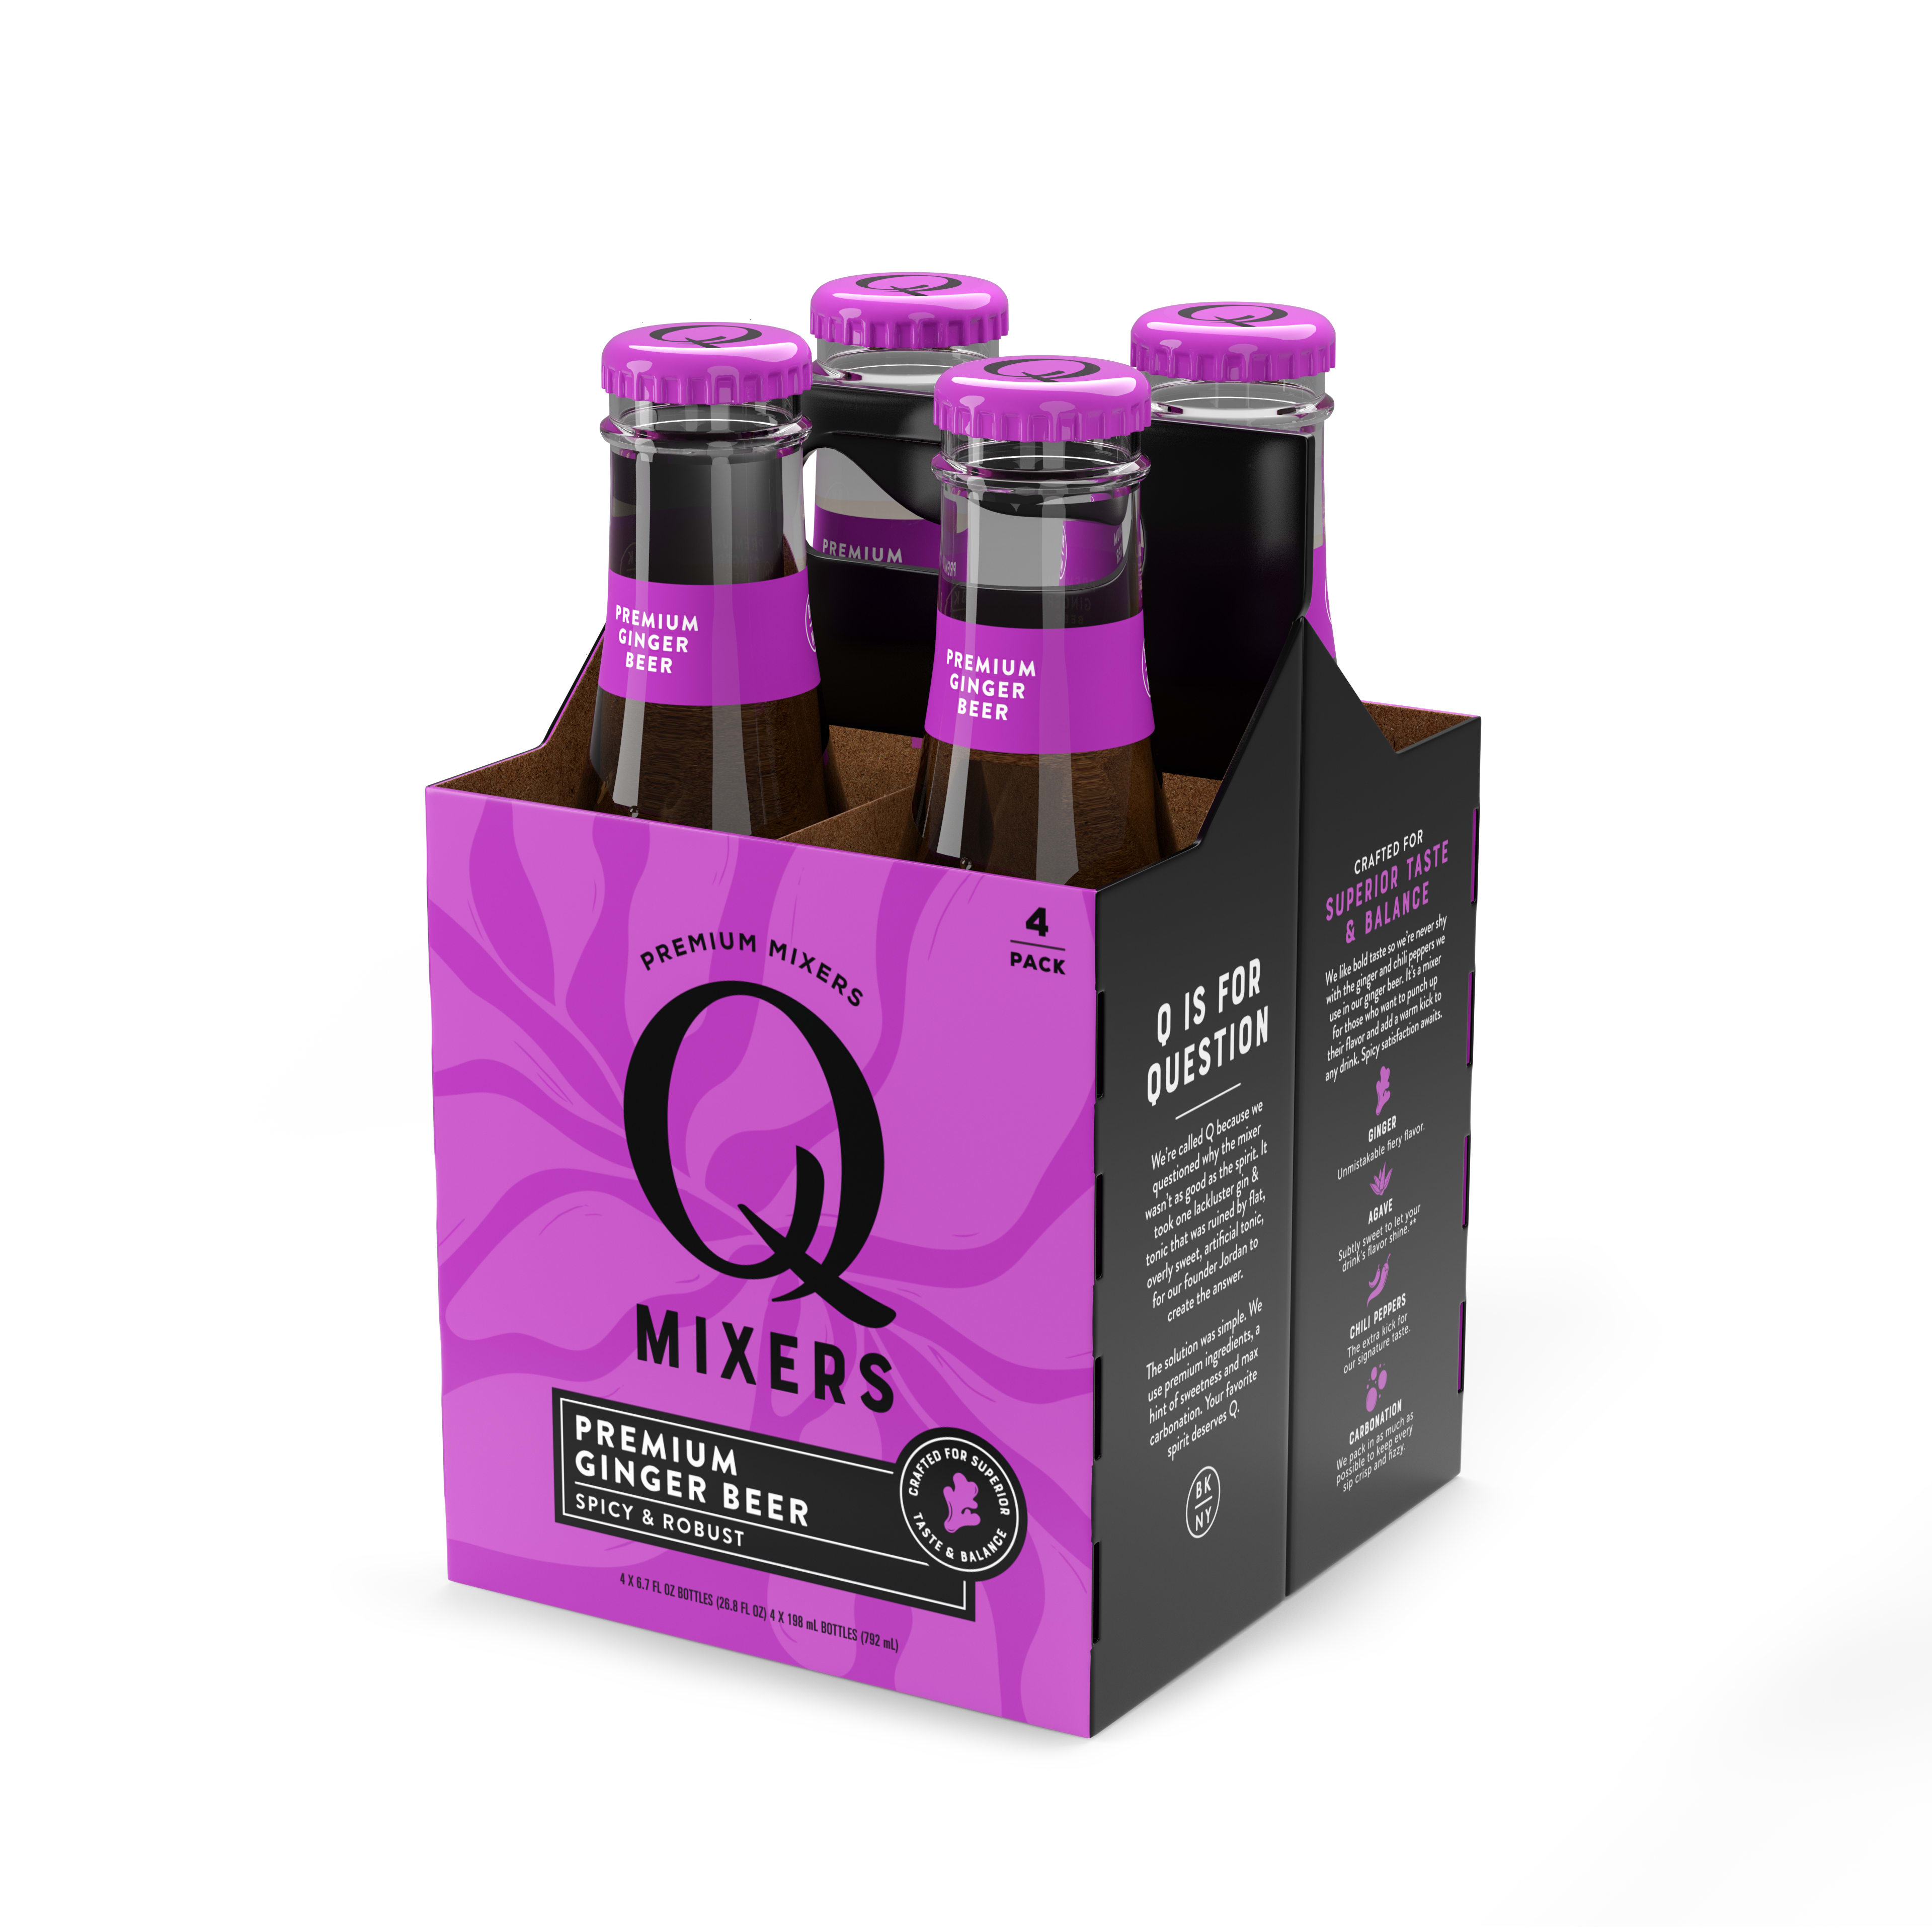 Q
Q
Q
Q
PREMIUM
PREMIUM
GINGER
BEER
PREMIUM
GINGER
BEER
4
PACK
PREMIUM MIXERS
Q
MIXERS
PREMIUM
GINGER BEER
SPICY & ROBUST
CRAFTED FOR SUPERIOR
TASTE & BALANCE
4 X 6.7 FL OZ BOTTLES (26.8 FL OZ) 4 X 198 mL BOTTLES (792 mL)
Q IS FOR
QUESTION
We're called Q because we
questioned why the mixer
wasn't as good as the spirit. It
took one lackluster gin &
tonic that was ruined by flat,
overly sweet, artificial tonic,
for our founder Jordan to
create the answer.
The solution was simple. We
use premium ingredients, a
hint of sweetness and max
carbonation. Your favorite
spirit deserves Q.
BK
NY
CRAFTED FOR
SUPERIOR TASTE
& BALANCE
We like bold taste so we're never shy
with the ginger and chili peppers we
use in our ginger beer. It's a mixer
for those who want to punch up
their flavor and add a warm kick to
any drink. Spicy satisfaction awaits.
GINGER
Unmistakable fiery flavor.
AGAVE
Subtly sweet to let your
drink's flavor shine.**
CHILI PEPPERS
The extra kick for
our signature taste.
CARBONATION
We pack in as much as
possible to keep every
sip crisp and fizzy.